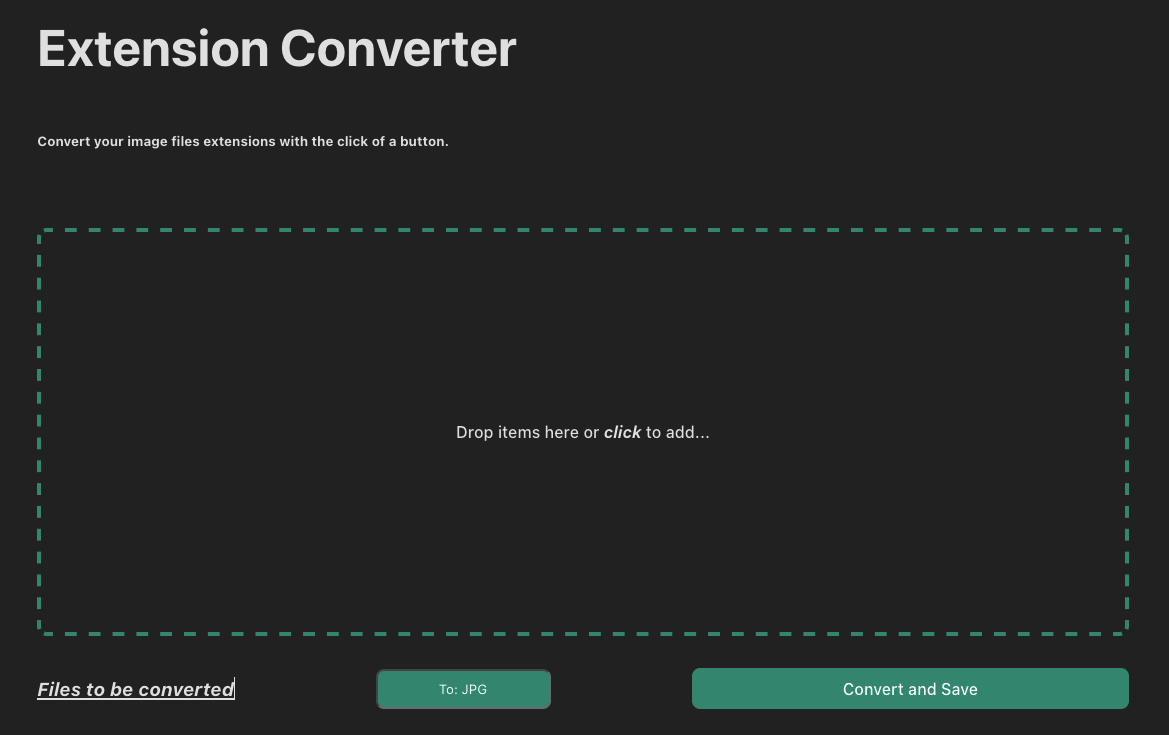 Extension Converter
Convert your image files extensions with the click of a button.
Drop items here or click to add...
Files to be converted
To: JPG
Convert and Save